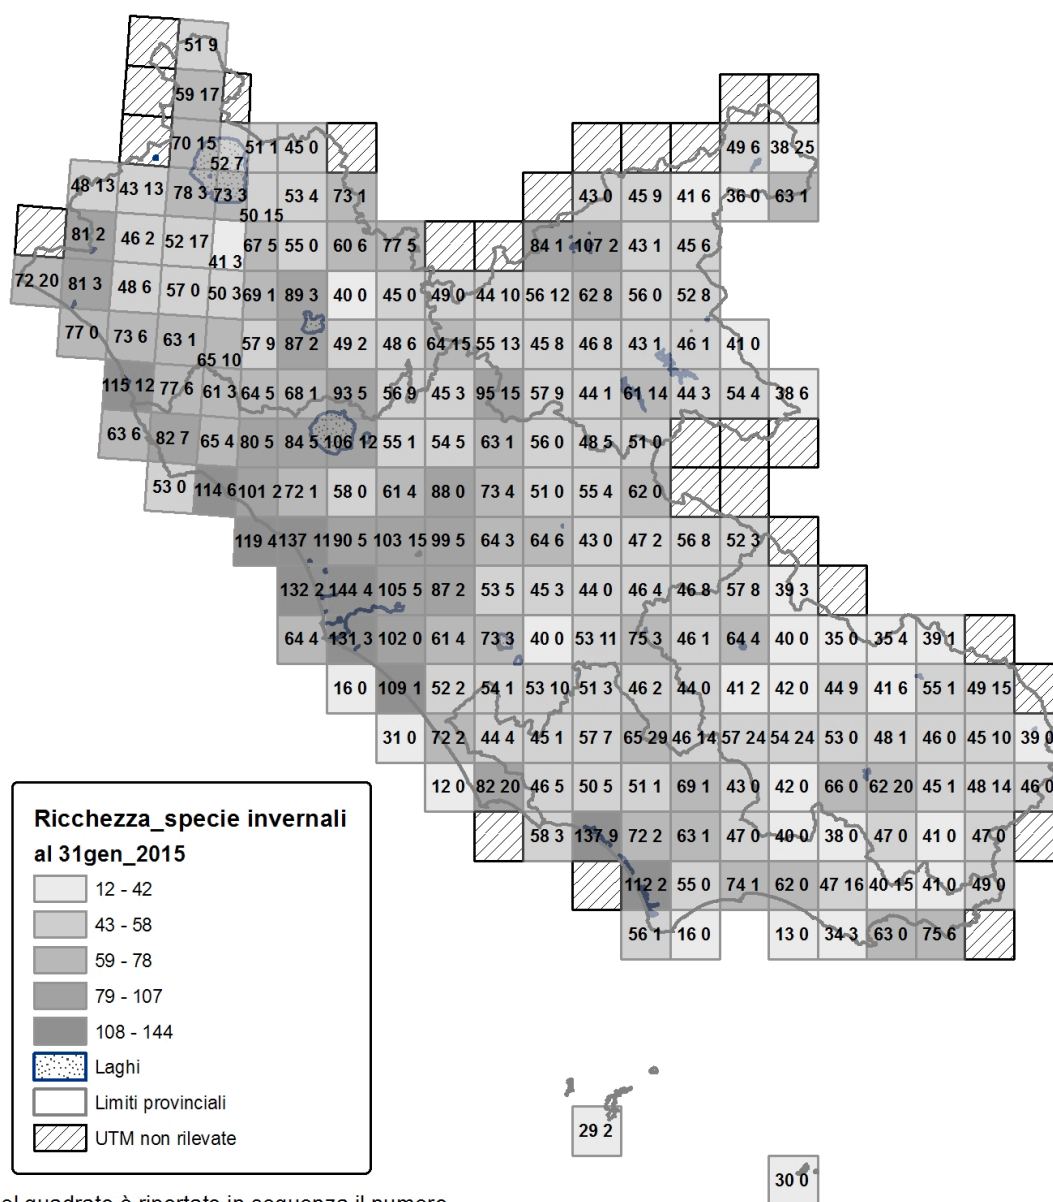 51 9
59 17
70 15 52 7 51 1 45 0 49 6 38 25
48 13 43 13 78 3 73 3 53 4 73 1 43 0 45 9 41 6 36 0 63 1
50 15
81 2 46 2 52 17 67 5 55 0 60 6 77 5 84 1 107 2 43 1 45 6
41 3
72 20 81 3 48 6 57 0 50 3 69 1 89 3 40 0 45 0 49 0 44 10 56 12 62 8 56 0 52 8
77 0 73 6 63 1 57 9 87 2 49 2 48 6 64 15 55 13 45 8 46 8 43 1 46 1 41 0
65 10
115 12 77 6 61 3 64 5 68 1 93 5 56 9 45 3 95 15 57 9 44 1 61 14 44 3 54 4 38 6
63 6 82 7 65 4 80 5 84 5 106 12 55 1 54 5 63 1 56 0 48 5 51 0
53 0 114 6 101 2 72 1 58 0 61 4 88 0 73 4 51 0 55 4 62 0
119 4 137 11 90 5 103 15 99 5 64 3 64 6 43 0 47 2 56 8 52 3
132 2 144 4 105 5 87 2 53 5 45 3 44 0 46 4 46 8 57 8 39 3
64 4 131 3 102 0 61 4 73 3 40 0 53 11 75 3 46 1 64 4 40 0 35 0 35 4 39 1
16 0 109 1 52 2 54 1 53 10 51 3 46 2 44 0 41 2 42 0 44 9 41 6 55 1 49 15
31 0 72 2 44 4 45 1 57 7 65 29 46 14 57 24 54 24 53 0 48 1 46 0 45 10 39 0
12 0 82 20 46 5 50 5 51 1 69 1 43 0 42 0 66 0 62 20 45 1 48 14 46 0
58 3 137 9 72 2 63 1 47 0 40 0 38 0 47 0 41 0 47 0
112 2 55 0 74 1 62 0 47 16 40 15 41 0 49 0
56 1 16 0 13 0 34 3 63 0 75 6
29 2
30 0
Ricchezza_specie invernali
al 31gen_2015
12 - 42
43 - 58
59 - 78
79 - 107
108 - 144
Laghi
Limiti provinciali
UTM non rilevate